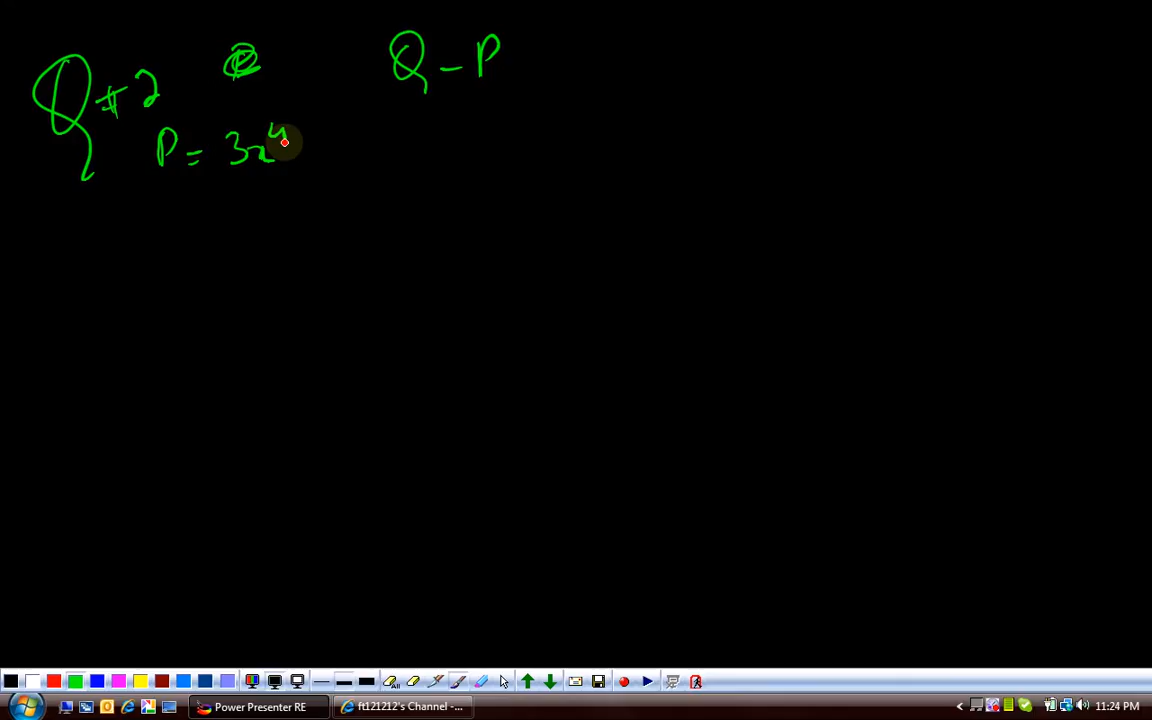 Q#2
Q - P
P = 3x⁴
Power Presenter RE
ft121212's Channel -...
11:24 PM